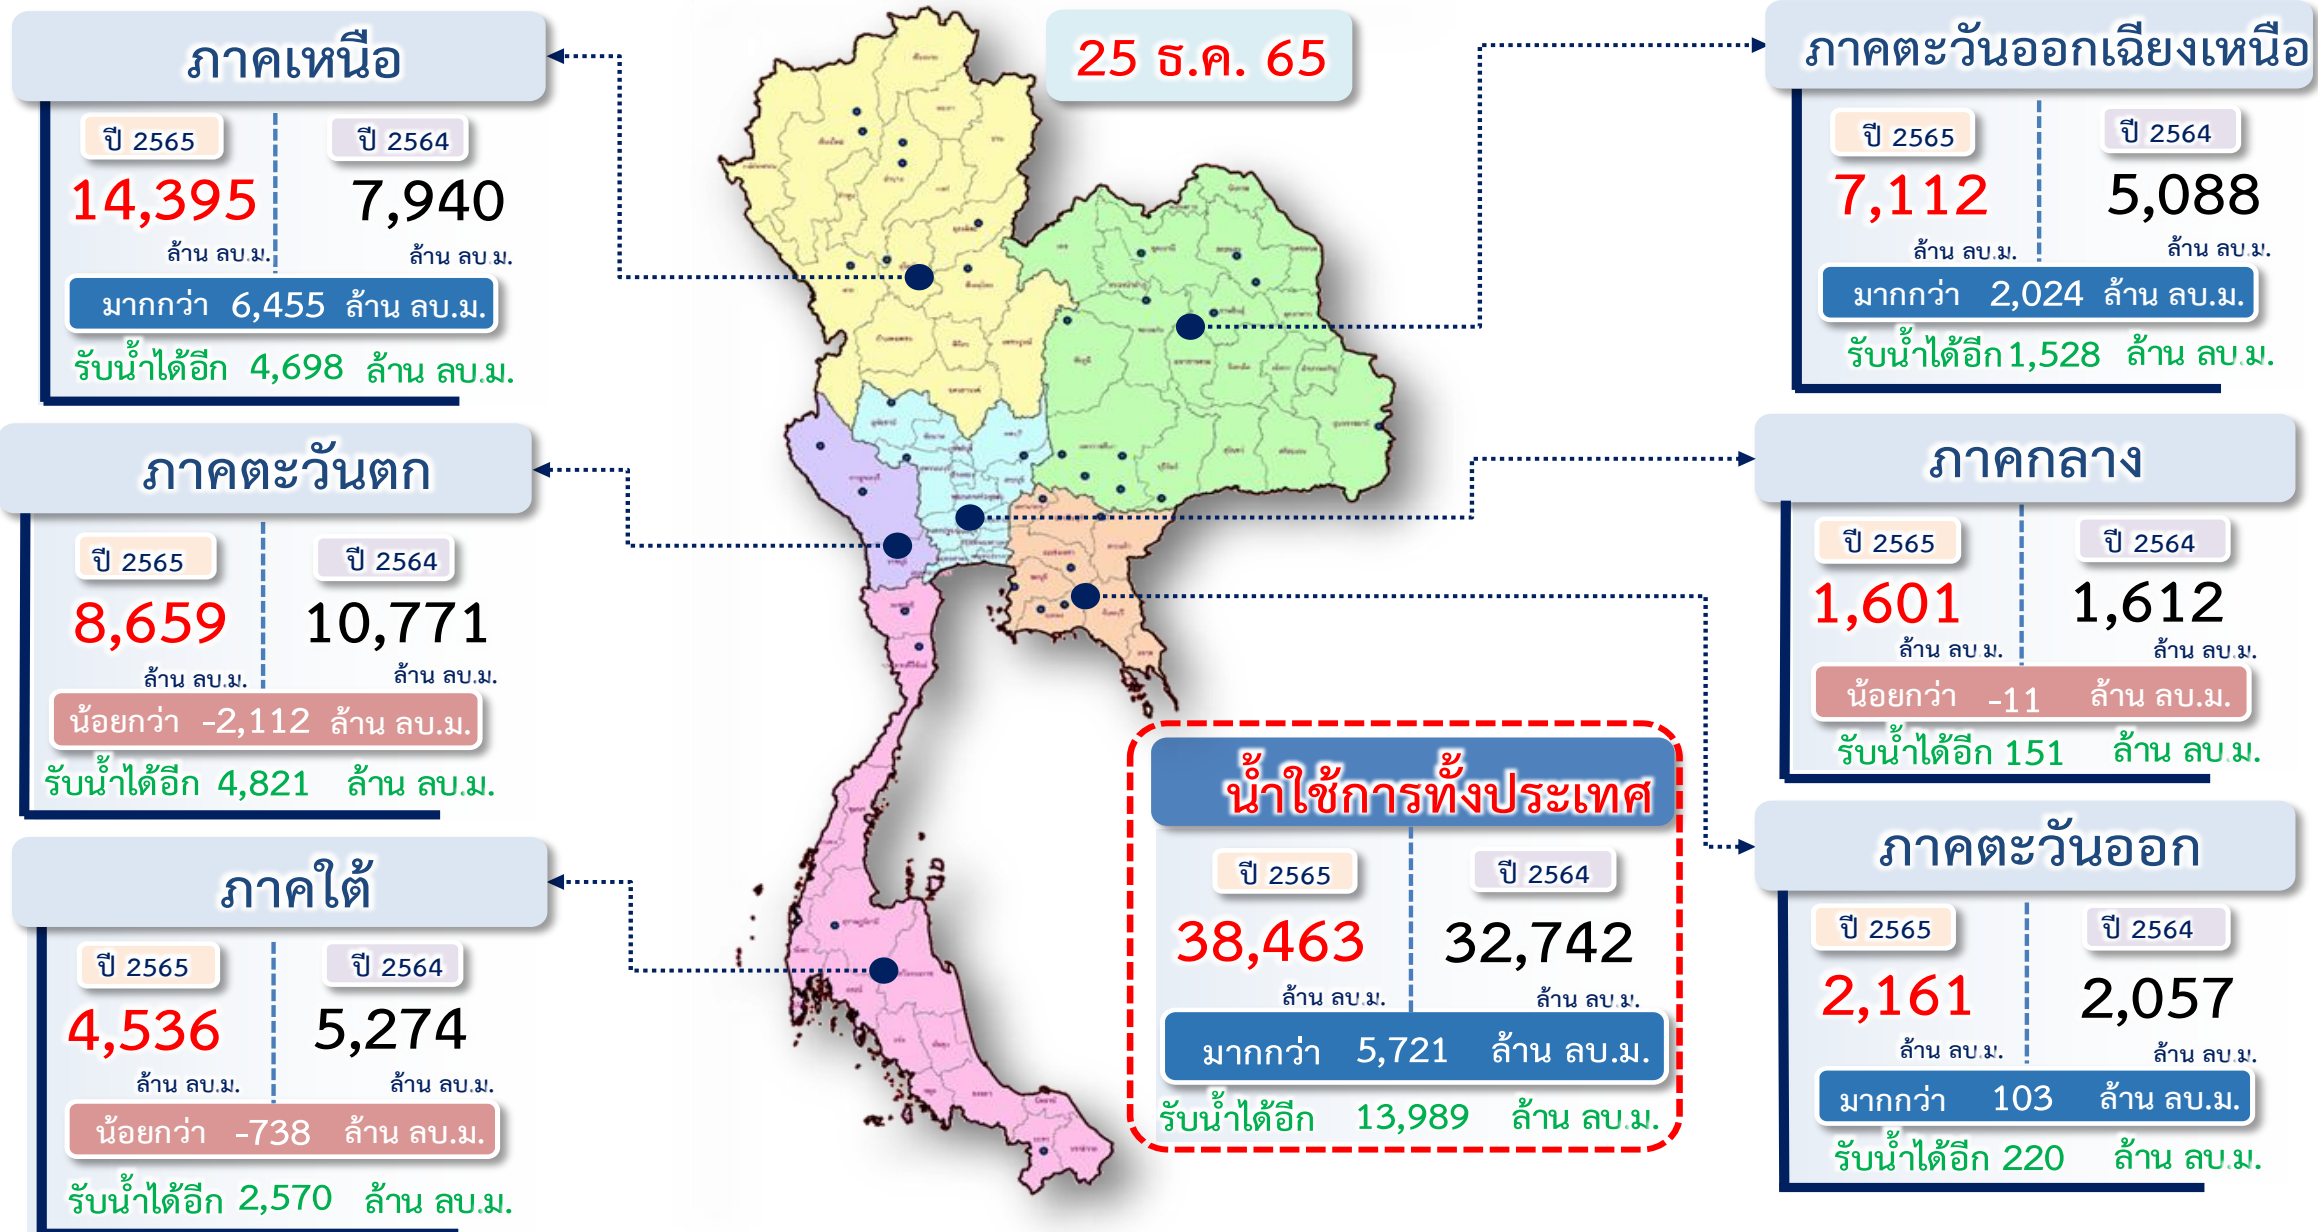 25 ธ.ค. 65
ภาคเหนือ
ปี 2565
ปี 2564
14,395
7,940
ล้าน ลบ.ม.
ล้าน ลบ.ม.
มากกว่า 6,455 ล้าน ลบ.ม.
รับน้ำได้อีก 4,698 ล้าน ลบ.ม.
ภาคตะวันตก
ปี 2565
ปี 2564
8,659
10,771
ล้าน ลบ.ม.
ล้าน ลบ.ม.
น้อยกว่า -2,112 ล้าน ลบ.ม.
รับน้ำได้อีก 4,821 ล้าน ลบ.ม.
ภาคใต้
ปี 2565
ปี 2564
4,536
5,274
ล้าน ลบ.ม.
ล้าน ลบ.ม.
น้อยกว่า -738 ล้าน ลบ.ม.
รับน้ำได้อีก 2,570 ล้าน ลบ.ม.
น้ำใช้การทั้งประเทศ
ปี 2565
ปี 2564
38,463
32,742
ล้าน ลบ.ม.
ล้าน ลบ.ม.
มากกว่า 5,721 ล้าน ลบ.ม.
รับน้ำได้อีก 13,989 ล้าน ลบ.ม.
ภาคตะวันออกเฉียงเหนือ
ปี 2565
ปี 2564
7,112
5,088
ล้าน ลบ.ม.
ล้าน ลบ.ม.
มากกว่า 2,024 ล้าน ลบ.ม.
รับน้ำได้อีก 1,528 ล้าน ลบ.ม.
ภาคกลาง
ปี 2565
ปี 2564
1,601
1,612
ล้าน ลบ.ม.
ล้าน ลบ.ม.
น้อยกว่า -11 ล้าน ลบ.ม.
รับน้ำได้อีก 151 ล้าน ลบ.ม.
ภาคตะวันออก
ปี 2565
ปี 2564
2,161
2,057
ล้าน ลบ.ม.
ล้าน ลบ.ม.
มากกว่า 103 ล้าน ลบ.ม.
รับน้ำได้อีก 220 ล้าน ลบ.ม.